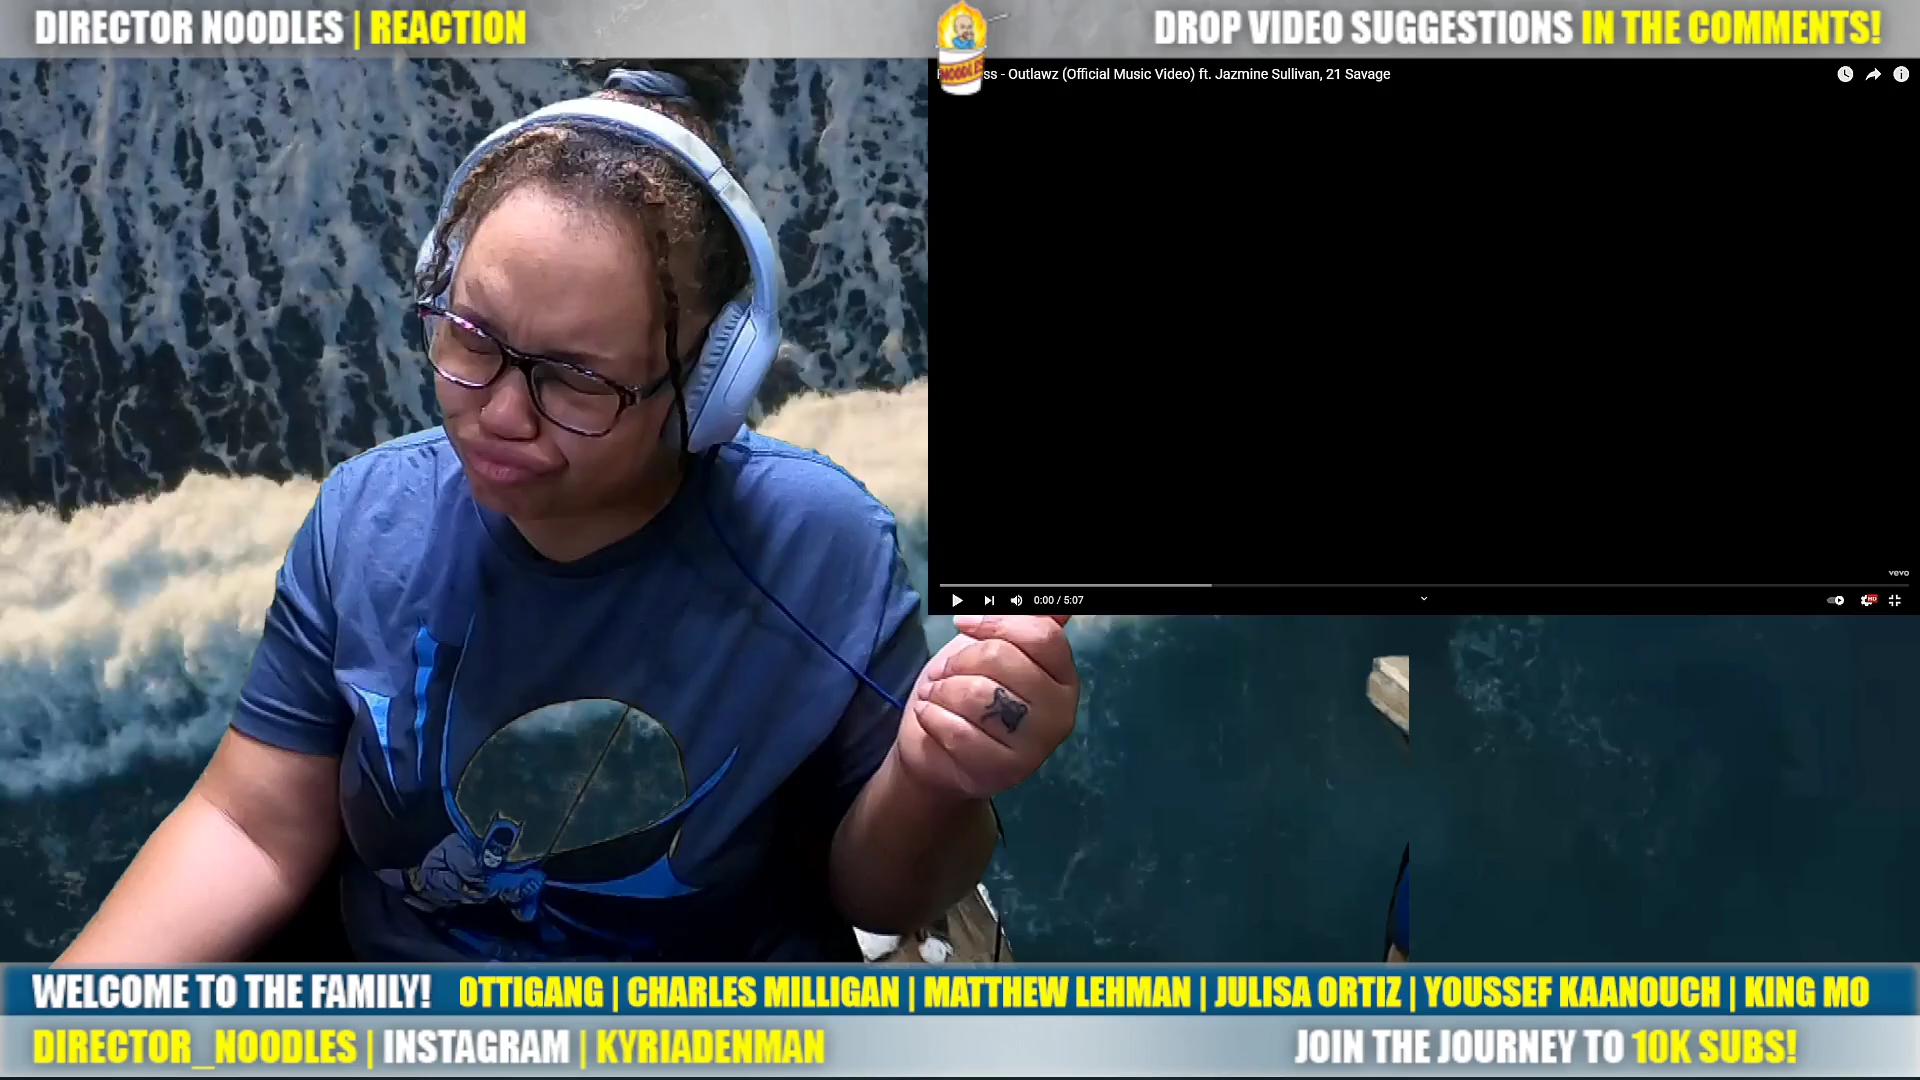 DIRECTOR NOODLES | REACTION
DROP VIDEO SUGGESTIONS IN THE COMMENTS!
NOODLES
ss - Outlawz (Official Music Video) ft. Jazmine Sullivan, 21 Savage
vevo
0:00 / 5:07
HD
WELCOME TO THE FAMILY! OTTIGANG | CHARLES MILLIGAN | MATTHEW LEHMAN | JULISA ORTIZ | YOUSSEF KAANOUCH | KING MO
DIRECTOR_NOODLES | INSTAGRAM | KYRIADENMAN
JOIN THE JOURNEY TO 10K SUBS!